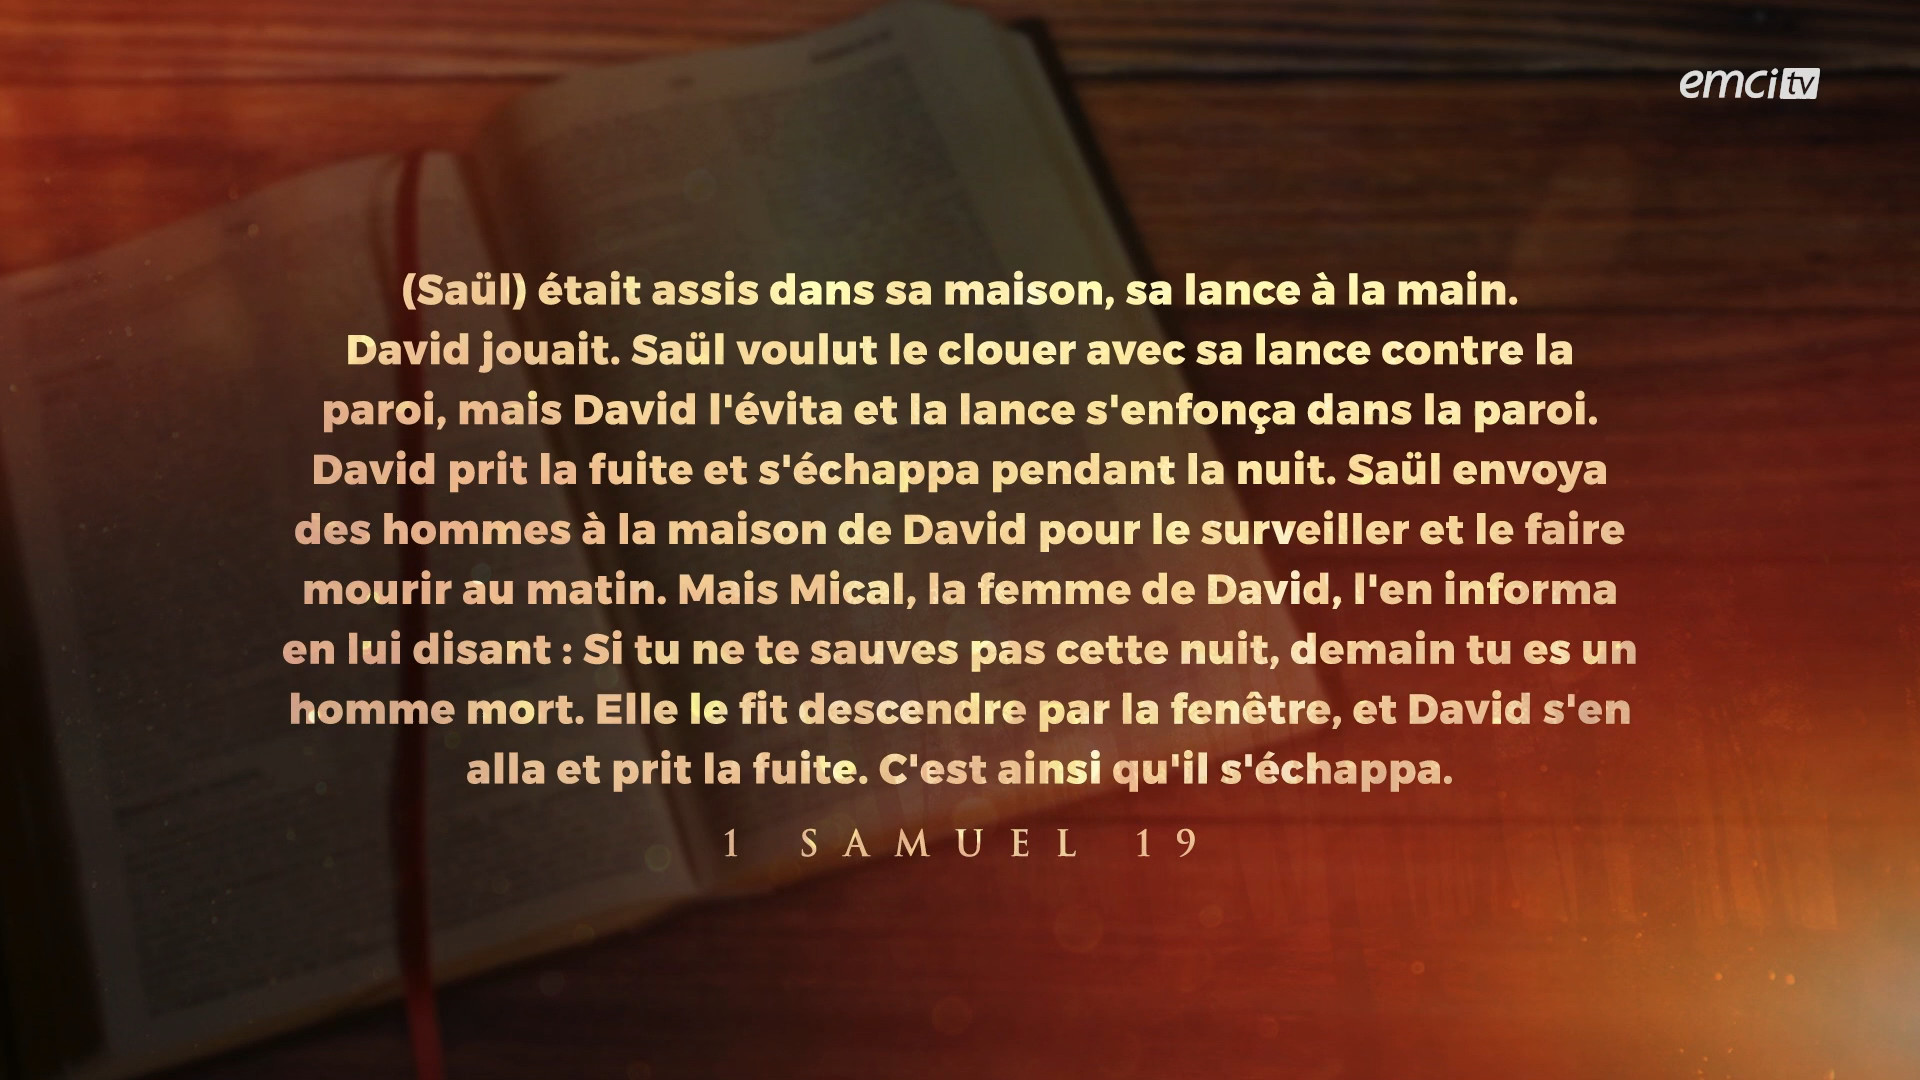 emci tv
(Saül) était assis dans sa maison, sa lance à la main.
David jouait. Saül voulut le clouer avec sa lance contre la
paroi, mais David l'évita et la lance s'enfonça dans la paroi.
David prit la fuite et s'échappa pendant la nuit. Saül envoya
des hommes à la maison de David pour le surveiller et le faire
mourir au matin. Mais Mical, la femme de David, l'en informa
en lui disant : Si tu ne te sauves pas cette nuit, demain tu es un
homme mort. Elle le fit descendre par la fenêtre, et David s'en
alla et prit la fuite. C'est ainsi qu'il s'échappa.
1 SAMUEL 19